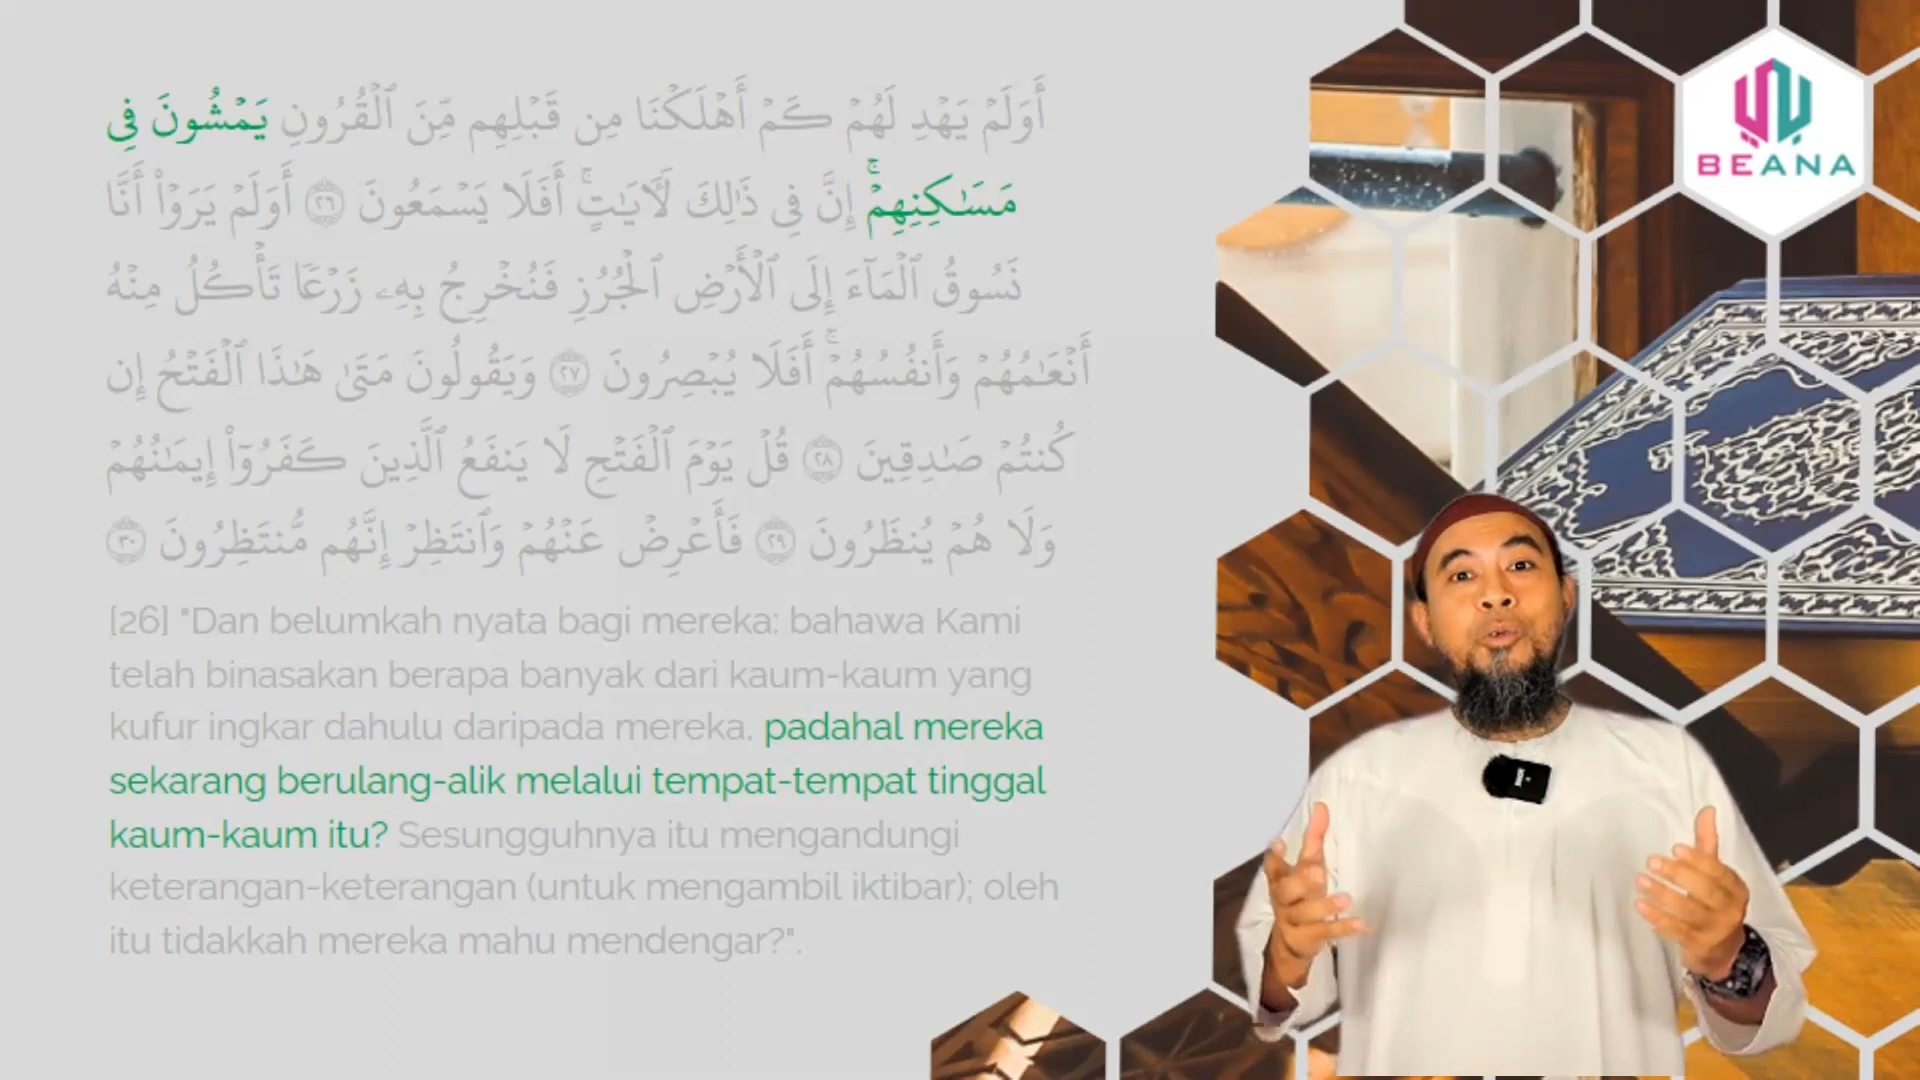 أَوَلَمۡ يَهۡدِ لَهُمۡ كَمۡ أَهۡلَكۡنَا مِن قَبۡلِهِم مِّنَ ٱلۡقُرُونِ يَمۡشُونَ فِي
مَسَٰكِنِهِمۡۚ إِنَّ فِي ذَٰلِكَ لَأٓيَٰتٍۚ أَفَلَا يَسۡمَعُونَ ٢٦ أَوَلَمۡ يَرَوۡاْ أَنَّا
نَسُوقُ ٱلۡمَآءَ إِلَى ٱلۡأَرۡضِ ٱلۡجُرُزِ فَنُخۡرِجُ بِهِۦ زَرۡعٗا تَأۡكُلُ مِنۡهُ
أَنۡعَٰمُهُمۡ وَأَنفُسُهُمۡۚ أَفَلَا يُبۡصِرُونَ ٢٧ وَيَقُولُونَ مَتَىٰ هَٰذَا ٱلۡفَتۡحُ إِن
كُنتُمۡ صَٰدِقِينَ ٢٨ قُلۡ يَوۡمَ ٱلۡفَتۡحِ لَا يَنفَعُ ٱلَّذِينَ كَفَرُوٓاْ إِيمَٰنُهُمۡ
وَلَا هُمۡ يُنظَرُونَ ٢٩ فَأَعۡرِضۡ عَنۡهُمۡ وَٱنتَظِرۡ إِنَّهُم مُّنتَظِرُونَ ٣٠
[26] "Dan belumkah nyata bagi mereka: bahawa Kami
telah binasakan berapa banyak dari kaum-kaum yang
kufur ingkar dahulu daripada mereka, padahal mereka
sekarang berulang-alik melalui tempat-tempat tinggal
kaum-kaum itu? Sesungguhnya itu mengandungi
keterangan-keterangan (untuk mengambil iktibar); oleh
itu tidakkah mereka mahu mendengar?".
BEANA